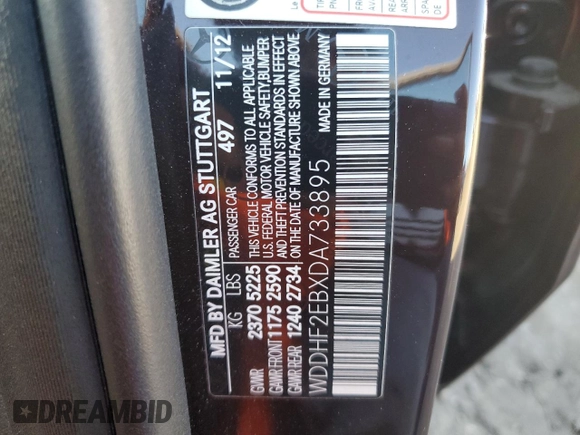 MFD BY DAIMLER AG STUTTGART
497 11/12
KG LBS PASSENGER CAR
GVWR 2370 5225
GAWR FRONT 1175 2590
GAWR REAR 1240 2734
THIS VEHICLE CONFORMS TO ALL APPLICABLE
U.S. FEDERAL MOTOR VEHICLE SAFETY,BUMPER
AND THEFT PREVENTION STANDARDS IN EFFECT
ON THE DATE OF MANUFACTURE SHOWN ABOVE.
WDDHF2EBXDA733895 MADE IN GERMANY
DREAMBID